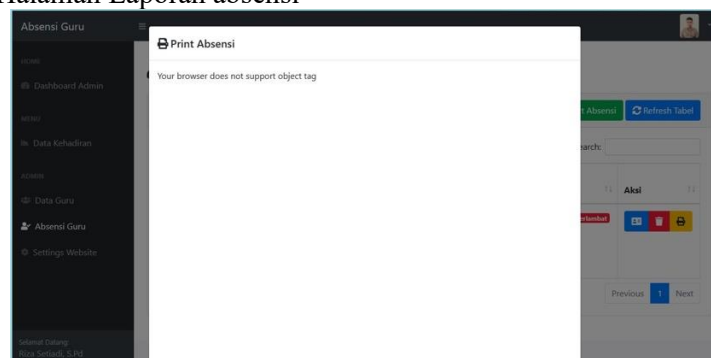 Halaman Laporan absensi
Absensi Guru
Print Absensi
Your browser does not support object tag
HOME
Dashboard Admin
MENU
Data Kehadiran
ADMIN
Data Guru
Absensi Guru
Settings Website
Selamat Datang:
Riza Setiadi, S.Pd
t Absensi
Refresh Tabel
earch:
Aksi
erlambat
Previous 1 Next